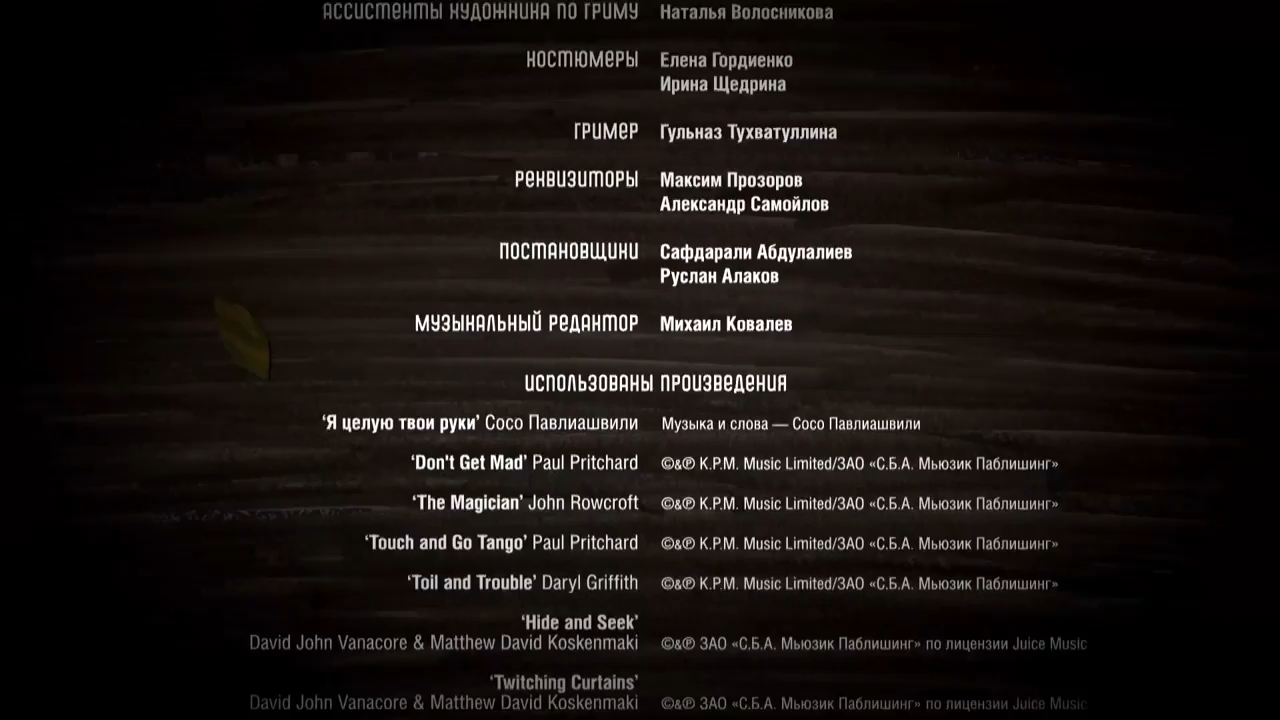 АССИСТЕНТЫ ХУДОЖНИКА ПО ГРИМУ Наталья Волосникова
КОСТЮМЕРЫ Елена Гордиенко
Ирина Щедрина
ГРИМЕР Гульназ Тухватуллина
РЕКВИЗИТОРЫ Максим Прозоров
Александр Самойлов
ПОСТАНОВЩИКИ Сафдарали Абдулалиев
Руслан Алаков
МУЗЫКАЛЬНЫЙ РЕДАКТОР Михаил Ковалев
ИСПОЛЬЗОВАНЫ ПРОИЗВЕДЕНИЯ
‘Я целую твои руки’ Сосо Павлиашвили Музыка и слова — Сосо Павлиашвили
‘Don't Get Mad’ Paul Pritchard ©&℗ K.P.M. Music Limited/ЗАО «С.Б.А. Мьюзик Паблишинг»
‘The Magician’ John Rowcroft ©&℗ K.P.M. Music Limited/ЗАО «С.Б.А. Мьюзик Паблишинг»
‘Touch and Go Tango’ Paul Pritchard ©&℗ K.P.M. Music Limited/ЗАО «С.Б.А. Мьюзик Паблишинг»
‘Toil and Trouble’ Daryl Griffith ©&℗ K.P.M. Music Limited/ЗАО «С.Б.А. Мьюзик Паблишинг»
‘Hide and Seek’
David John Vanacore & Matthew David Koskenmaki ©&℗ ЗАО «С.Б.А. Мьюзик Паблишинг» по лицензии Juice Music
‘Twitching Curtains’
David John Vanacore & Matthew David Koskenmaki ©&℗ ЗАО «С.Б.А. Мьюзик Паблишинг» по лицензии Juice Music